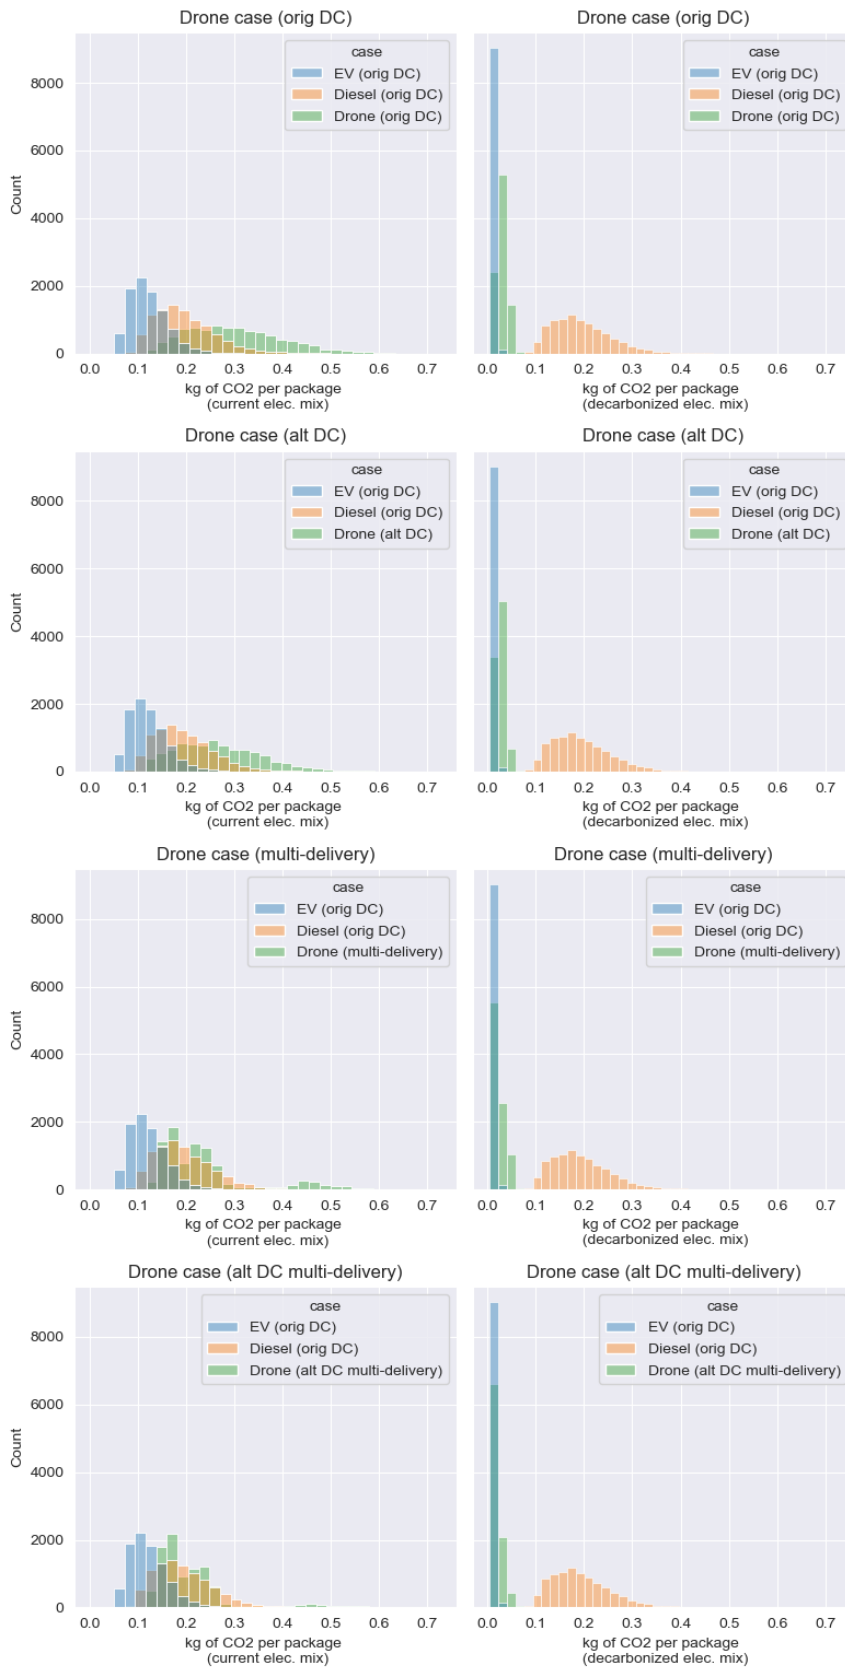 Drone case (orig DC)
Drone case (orig DC)
case
EV (orig DC)
Diesel (orig DC)
Drone (orig DC)
case
EV (orig DC)
Diesel (orig DC)
Drone (orig DC)
8000
6000
4000
2000
0
Count
0.0 0.1 0.2 0.3 0.4 0.5 0.6 0.7
0.0 0.1 0.2 0.3 0.4 0.5 0.6 0.7
kg of CO2 per package
(current elec. mix)
kg of CO2 per package
(decarbonized elec. mix)
Drone case (alt DC)
Drone case (alt DC)
case
EV (orig DC)
Diesel (orig DC)
Drone (alt DC)
case
EV (orig DC)
Diesel (orig DC)
Drone (alt DC)
8000
6000
4000
2000
0
Count
0.0 0.1 0.2 0.3 0.4 0.5 0.6 0.7
0.0 0.1 0.2 0.3 0.4 0.5 0.6 0.7
kg of CO2 per package
(current elec. mix)
kg of CO2 per package
(decarbonized elec. mix)
Drone case (multi-delivery)
Drone case (multi-delivery)
case
EV (orig DC)
Diesel (orig DC)
Drone (multi-delivery)
case
EV (orig DC)
Diesel (orig DC)
Drone (multi-delivery)
8000
6000
4000
2000
0
Count
0.0 0.1 0.2 0.3 0.4 0.5 0.6 0.7
0.0 0.1 0.2 0.3 0.4 0.5 0.6 0.7
kg of CO2 per package
(current elec. mix)
kg of CO2 per package
(decarbonized elec. mix)
Drone case (alt DC multi-delivery)
Drone case (alt DC multi-delivery)
case
EV (orig DC)
Diesel (orig DC)
Drone (alt DC multi-delivery)
case
EV (orig DC)
Diesel (orig DC)
Drone (alt DC multi-delivery)
8000
6000
4000
2000
0
Count
0.0 0.1 0.2 0.3 0.4 0.5 0.6 0.7
0.0 0.1 0.2 0.3 0.4 0.5 0.6 0.7
kg of CO2 per package
(current elec. mix)
kg of CO2 per package
(decarbonized elec. mix)